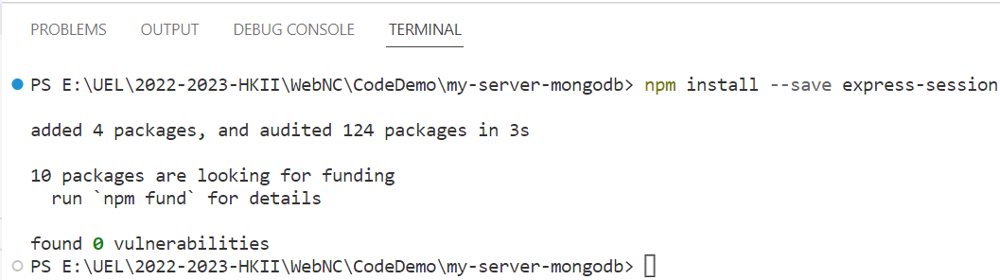 PROBLEMS OUTPUT DEBUG CONSOLE TERMINAL
PS E:\UEL\2022-2023-HKII\WebNC\CodeDemo\my-server-mongodb> npm install --save express-session
added 4 packages, and audited 124 packages in 3s
10 packages are looking for funding
  run `npm fund` for details
found 0 vulnerabilities
PS E:\UEL\2022-2023-HKII\WebNC\CodeDemo\my-server-mongodb>